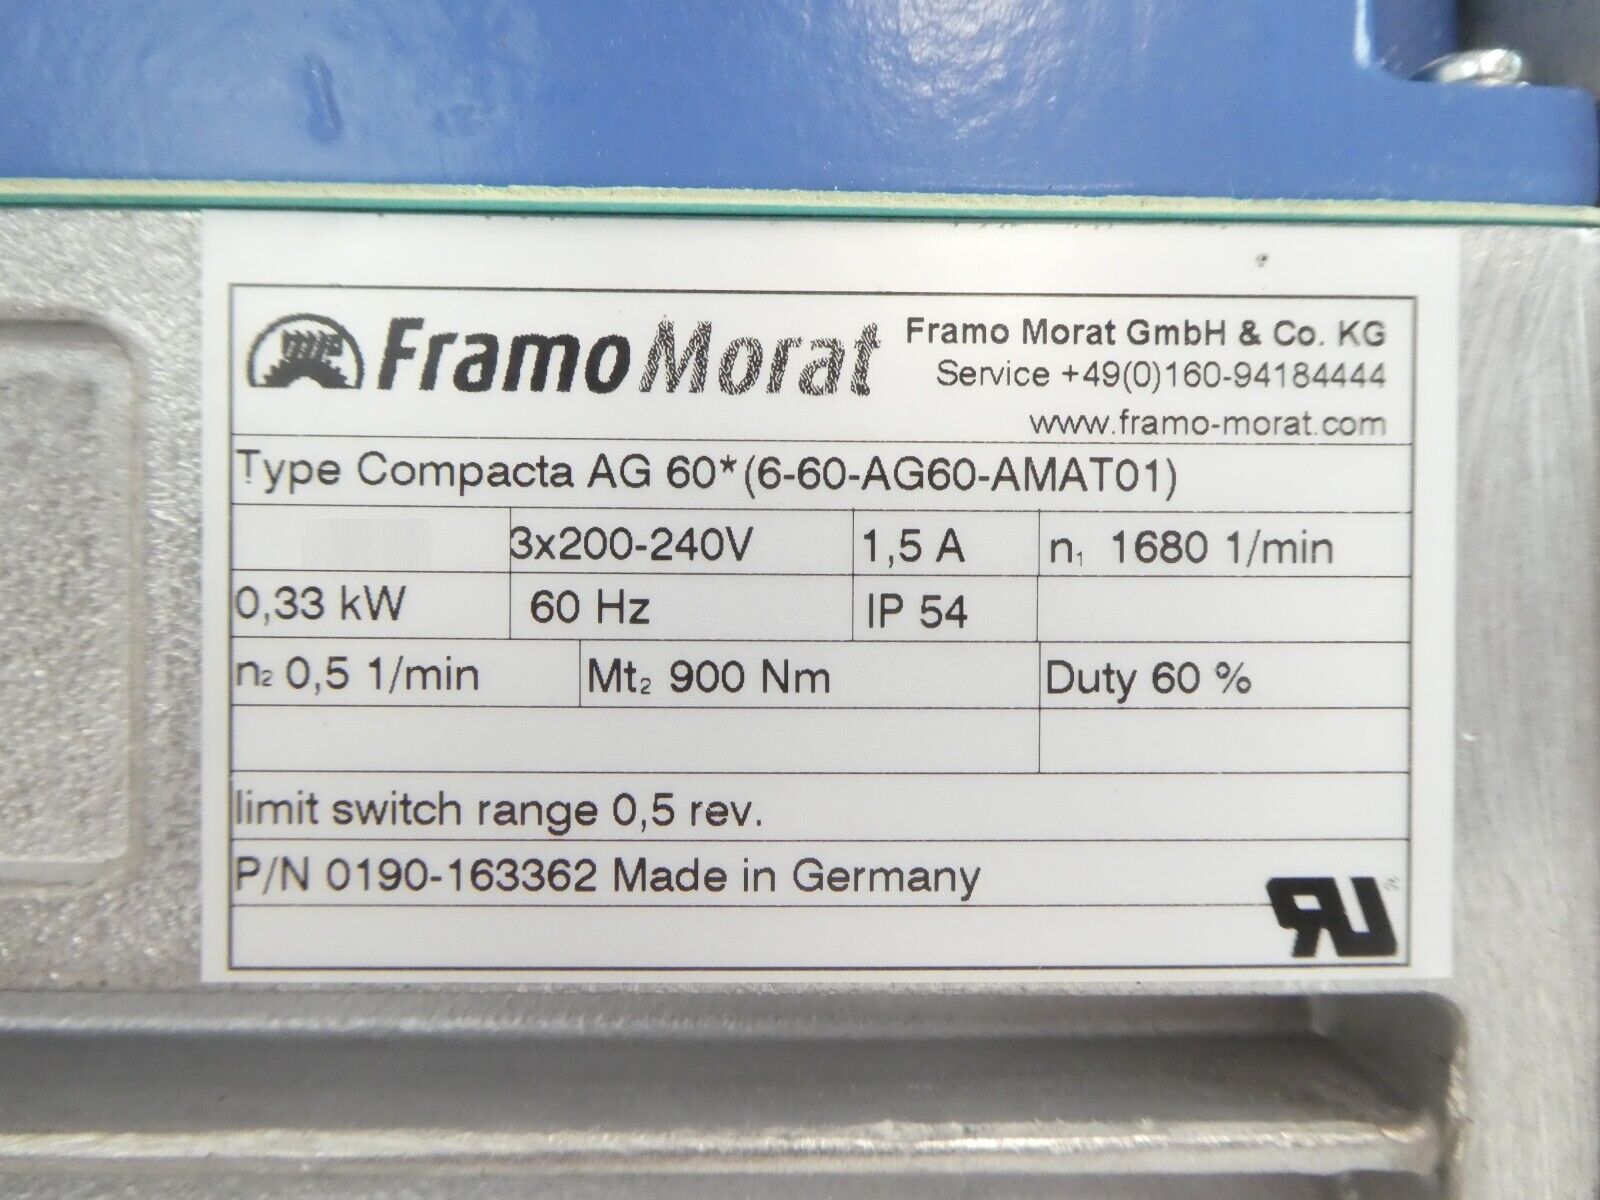 Framo Morat
Framo Morat GmbH & Co. KG
Service +49(0)160-94184444
www.framo-morat.com
Type Compacta AG 60*(6-60-AG60-AMAT01)
3x200-240V 1,5 A n₁ 1680 1/min
0,33 kW 60 Hz IP 54
n₂ 0,5 1/min Mt₂ 900 Nm Duty 60 %
limit switch range 0,5 rev.
P/N 0190-163362 Made in Germany